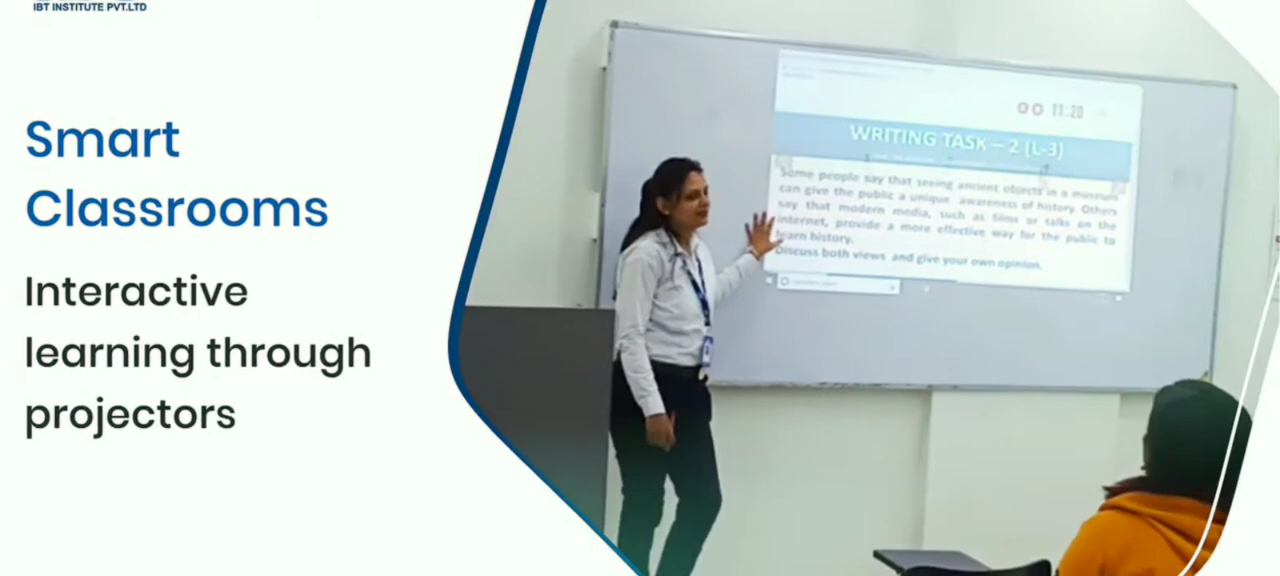 IBT INSTITUTE PVT.LTD
Smart
Classrooms
Interactive
learning through
projectors
11:20
WRITING TASK – 2 (L-3)
Some people say that seeing ancient objects in a museum
can give the public a unique awareness of history. Others
say that modern media, such as films or talks on the
internet, provide a more effective way for the public to
learn history.
Discuss both views and give your own opinion.